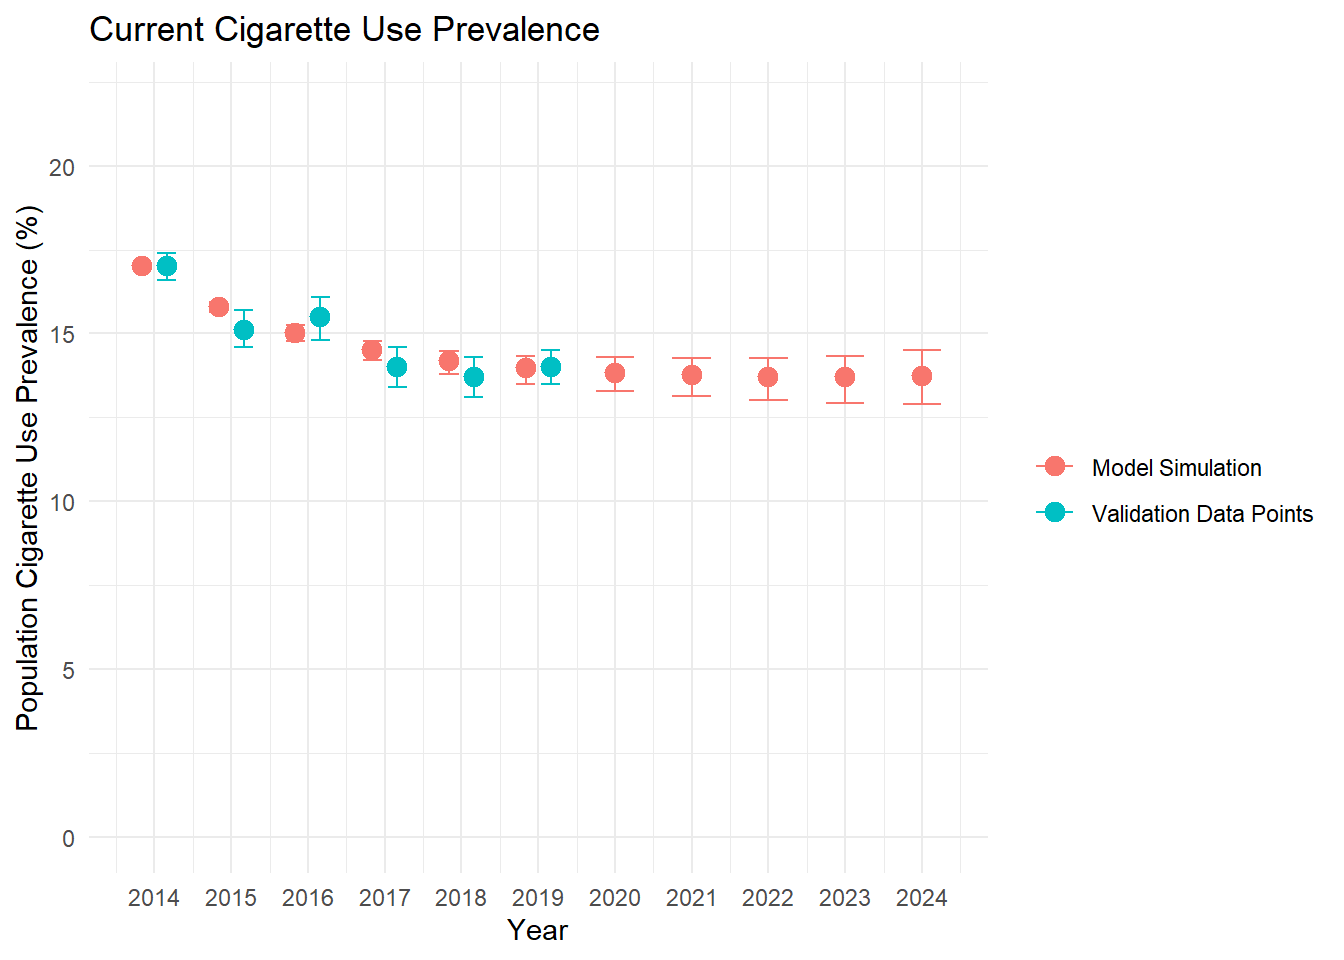 Current Cigarette Use Prevalence
Population Cigarette Use Prevalence (%)
20
15
10
5
0
2014 2015 2016 2017 2018 2019 2020 2021 2022 2023 2024
Year
Model Simulation
Validation Data Points